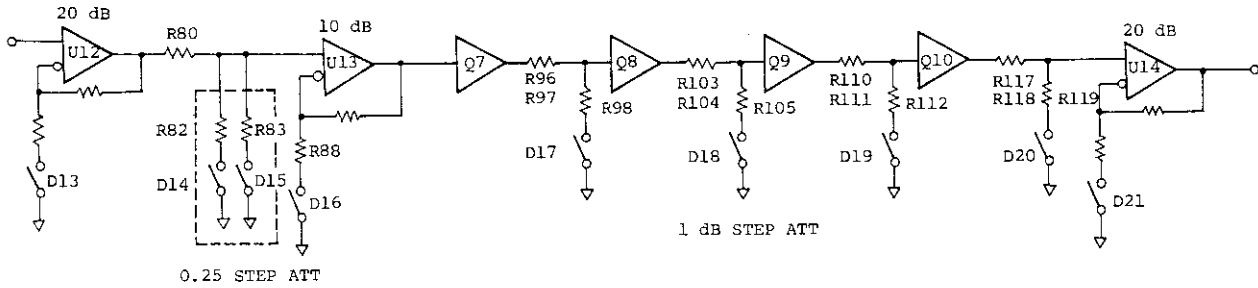 20 dB
U12
R80
10 dB
U13
Q7
R96
R97
Q8
R98
R103
R104
Q9
R105
R110
R111
Q10
R112
R117
R118
R119
20 dB
U14
R82
R83
R88
D13
D14
D15
D16
D17
D18
D19
D20
D21
1 dB STEP ATT
0.25 STEP ATT